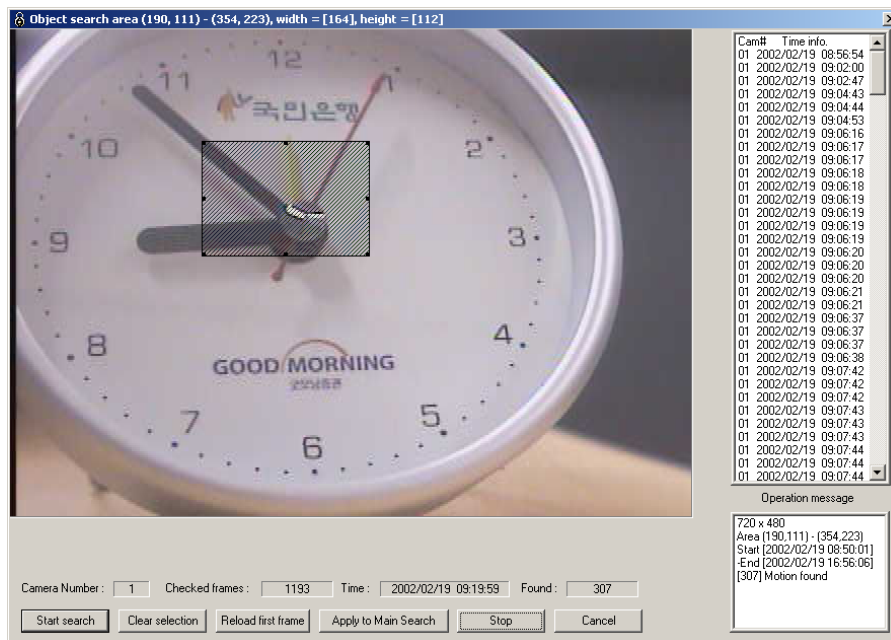 Object search area (190, 111) - (354, 223), width = [164], height = [112]
12
11
1
국민은행
10
2
9
3
8
4
GOOD MORNING
굿모닝증권
7
5
6
Cam# Time info.
01 2002/02/19 08:56:54
01 2002/02/19 09:02:00
01 2002/02/19 09:02:47
01 2002/02/19 09:04:43
01 2002/02/19 09:04:44
01 2002/02/19 09:04:53
01 2002/02/19 09:06:16
01 2002/02/19 09:06:17
01 2002/02/19 09:06:17
01 2002/02/19 09:06:18
01 2002/02/19 09:06:18
01 2002/02/19 09:06:19
01 2002/02/19 09:06:19
01 2002/02/19 09:06:19
01 2002/02/19 09:06:19
01 2002/02/19 09:06:20
01 2002/02/19 09:06:20
01 2002/02/19 09:06:20
01 2002/02/19 09:06:21
01 2002/02/19 09:06:21
01 2002/02/19 09:06:37
01 2002/02/19 09:06:37
01 2002/02/19 09:06:37
01 2002/02/19 09:06:38
01 2002/02/19 09:07:42
01 2002/02/19 09:07:42
01 2002/02/19 09:07:42
01 2002/02/19 09:07:43
01 2002/02/19 09:07:43
01 2002/02/19 09:07:43
01 2002/02/19 09:07:44
01 2002/02/19 09:07:44
01 2002/02/19 09:07:44
Operation message
720 x 480
Area (190,111) - (354,223)
Start [2002/02/19 08:50:01]
-End [2002/02/19 16:56:06]
[307] Motion found
Camera Number : 1 Checked frames : 1193 Time : 2002/02/19 09:19:59 Found : 307
Start search Clear selection Reload first frame Apply to Main Search Stop Cancel